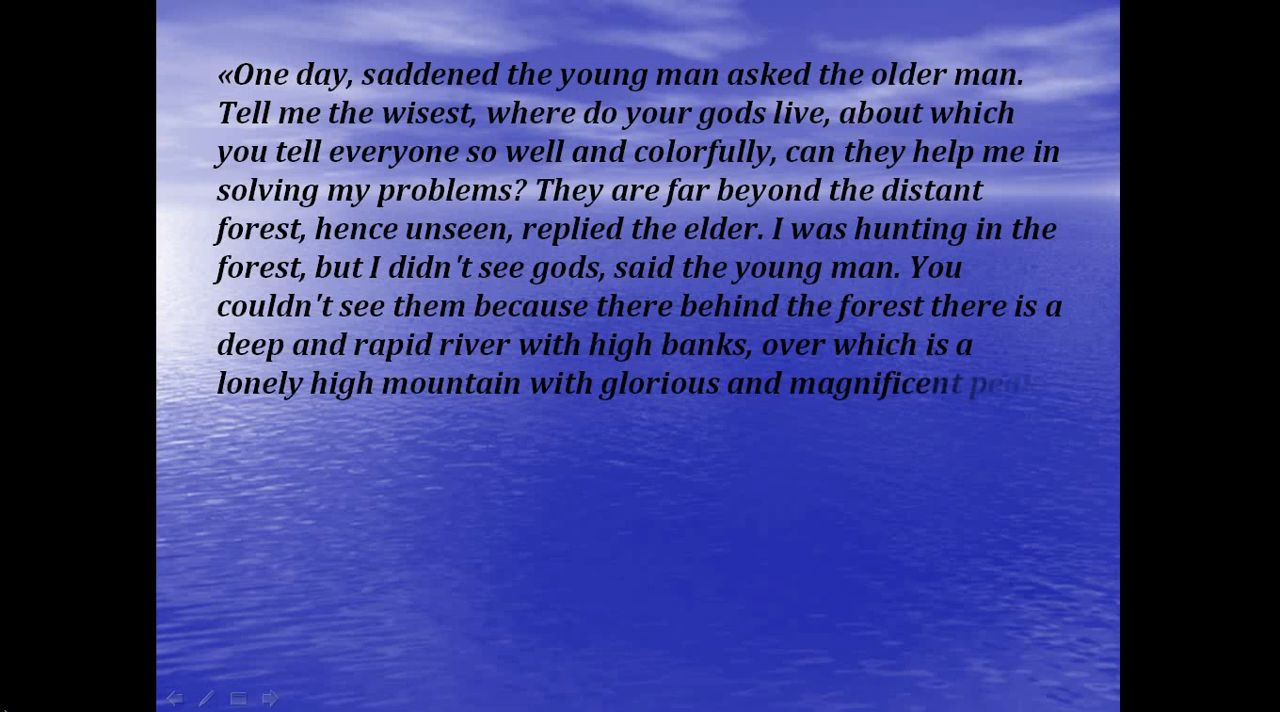 «One day, saddened the young man asked the older man.
Tell me the wisest, where do your gods live, about which
you tell everyone so well and colorfully, can they help me in
solving my problems? They are far beyond the distant
forest, hence unseen, replied the elder. I was hunting in the
forest, but I didn't see gods, said the young man. You
couldn't see them because there behind the forest there is a
deep and rapid river with high banks, over which is a
lonely high mountain with glorious and magnificent